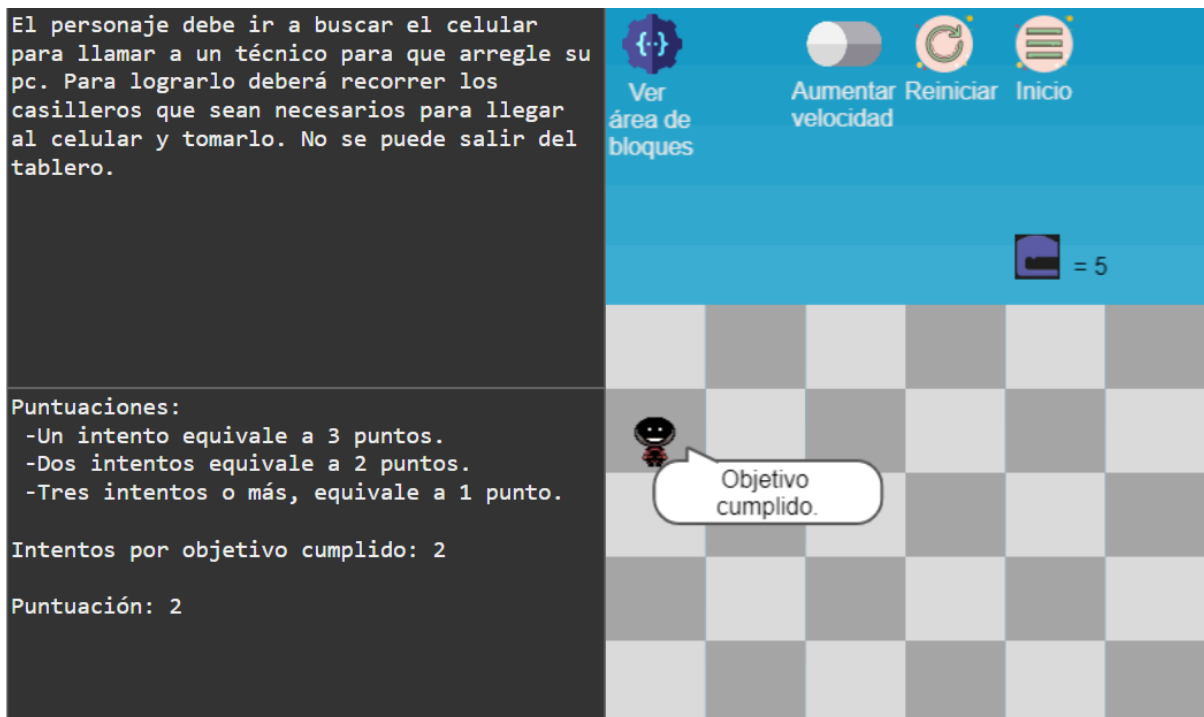 El personaje debe ir a buscar el celular
para llamar a un técnico para que arregle su
pc. Para lograrlo deberá recorrer los
casilleros que sean necesarios para llegar
al celular y tomarlo. No se puede salir del
tablero.
{··}
Ver
área de
bloques
Aumentar
velocidad
Reiniciar
Inicio
= 5
Puntuaciones:
-Un intento equivale a 3 puntos.
-Dos intentos equivale a 2 puntos.
-Tres intentos o más, equivale a 1 punto.
Intentos por objetivo cumplido: 2
Puntuación: 2
Objetivo
cumplido.